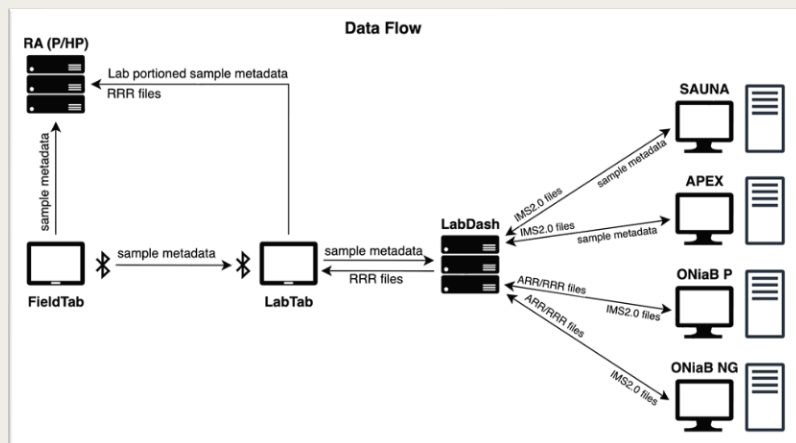 Data Flow
RA (P/HP)
Lab portioned sample metadata
RRR files
sample metadata
FieldTab
sample metadata
LabTab
sample metadata
RRR files
LabDash
IMS2.0 files
sample metadata
SAUNA
IMS2.0 files
sample metadata
APEX
ARR/RRR files
IMS2.0 files
ONiaB P
ARR/RRR files
IMS2.0 files
ONiaB NG